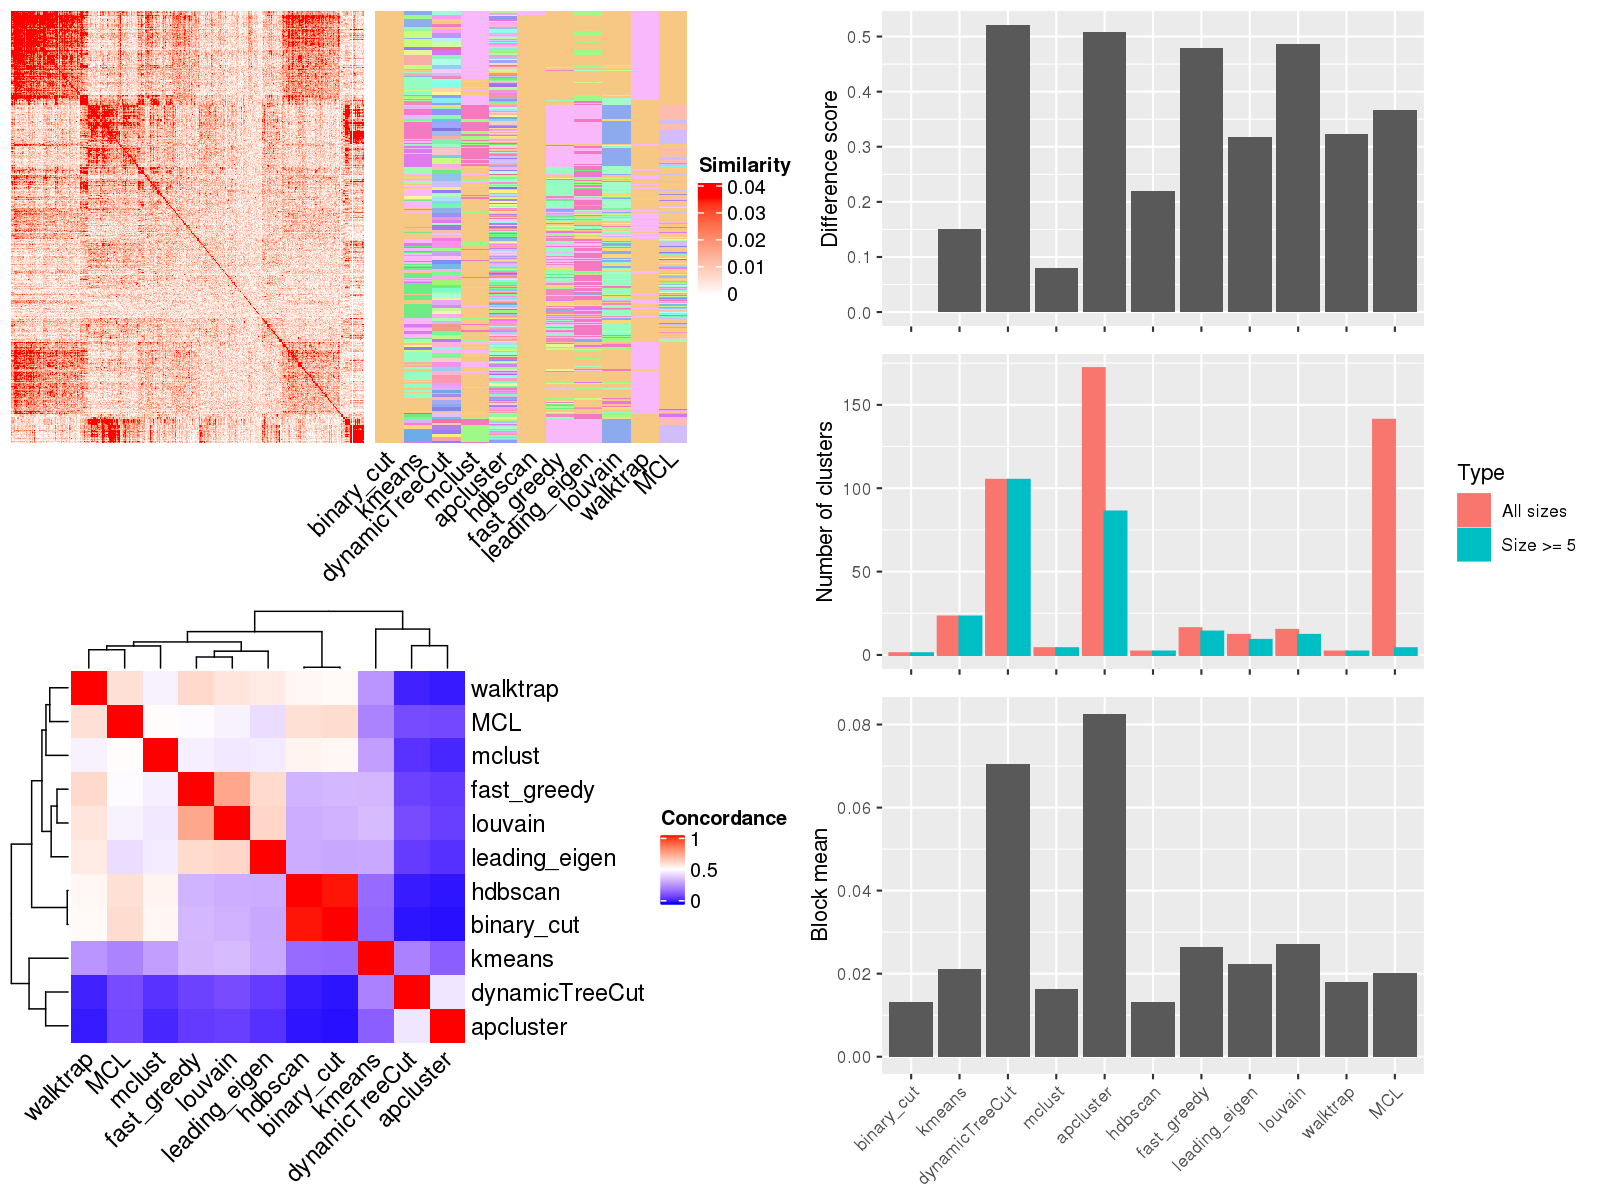 Similarity
0.04
0.03
0.02
0.01
0
binary_cut
kmeans
dynamicTreeCut
mclust
apcluster
hdbscan
fast_greedy
leading_eigen
louvain
walktrap
MCL
walktrap
MCL
mclust
fast_greedy
louvain
leading_eigen
hdbscan
binary_cut
kmeans
dynamicTreeCut
apcluster
walktrap
MCL
mclust
fast_greedy
louvain
leading_eigen
hdbscan
binary_cut
kmeans
dynamicTreeCut
apcluster
Concordance
1
0.5
0
Difference score
0.5
0.4
0.3
0.2
0.1
0.0
Number of clusters
150
100
50
0
Type
All sizes
Size >= 5
Block mean
0.08
0.06
0.04
0.02
0.00
binary_cut
kmeans
dynamicTreeCut
mclust
apcluster
hdbscan
fast_greedy
leading_eigen
louvain
walktrap
MCL